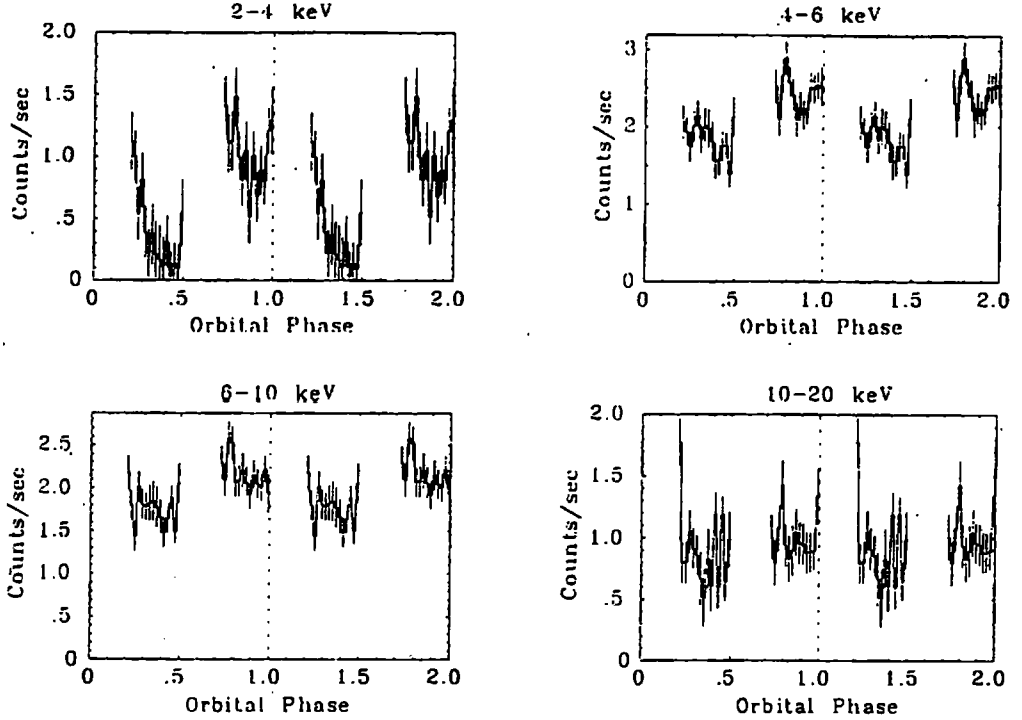 2-4 keV
2.0
1.5
1.0
.5
0
Counts/sec
0 .5 1.0 1.5 2.0
Orbital Phase
4-6 keV
3
2
1
0
Counts/sec
0 .5 1.0 1.5 2.0
Orbital Phase
6-10 keV
2.5
2.0
1.5
1.0
.5
0
Counts/sec
0 .5 1.0 1.5 2.0
Orbital Phase
10-20 keV
2.0
1.5
1.0
.5
0
Counts/sec
0 .5 1.0 1.5 2.0
Orbital Phase